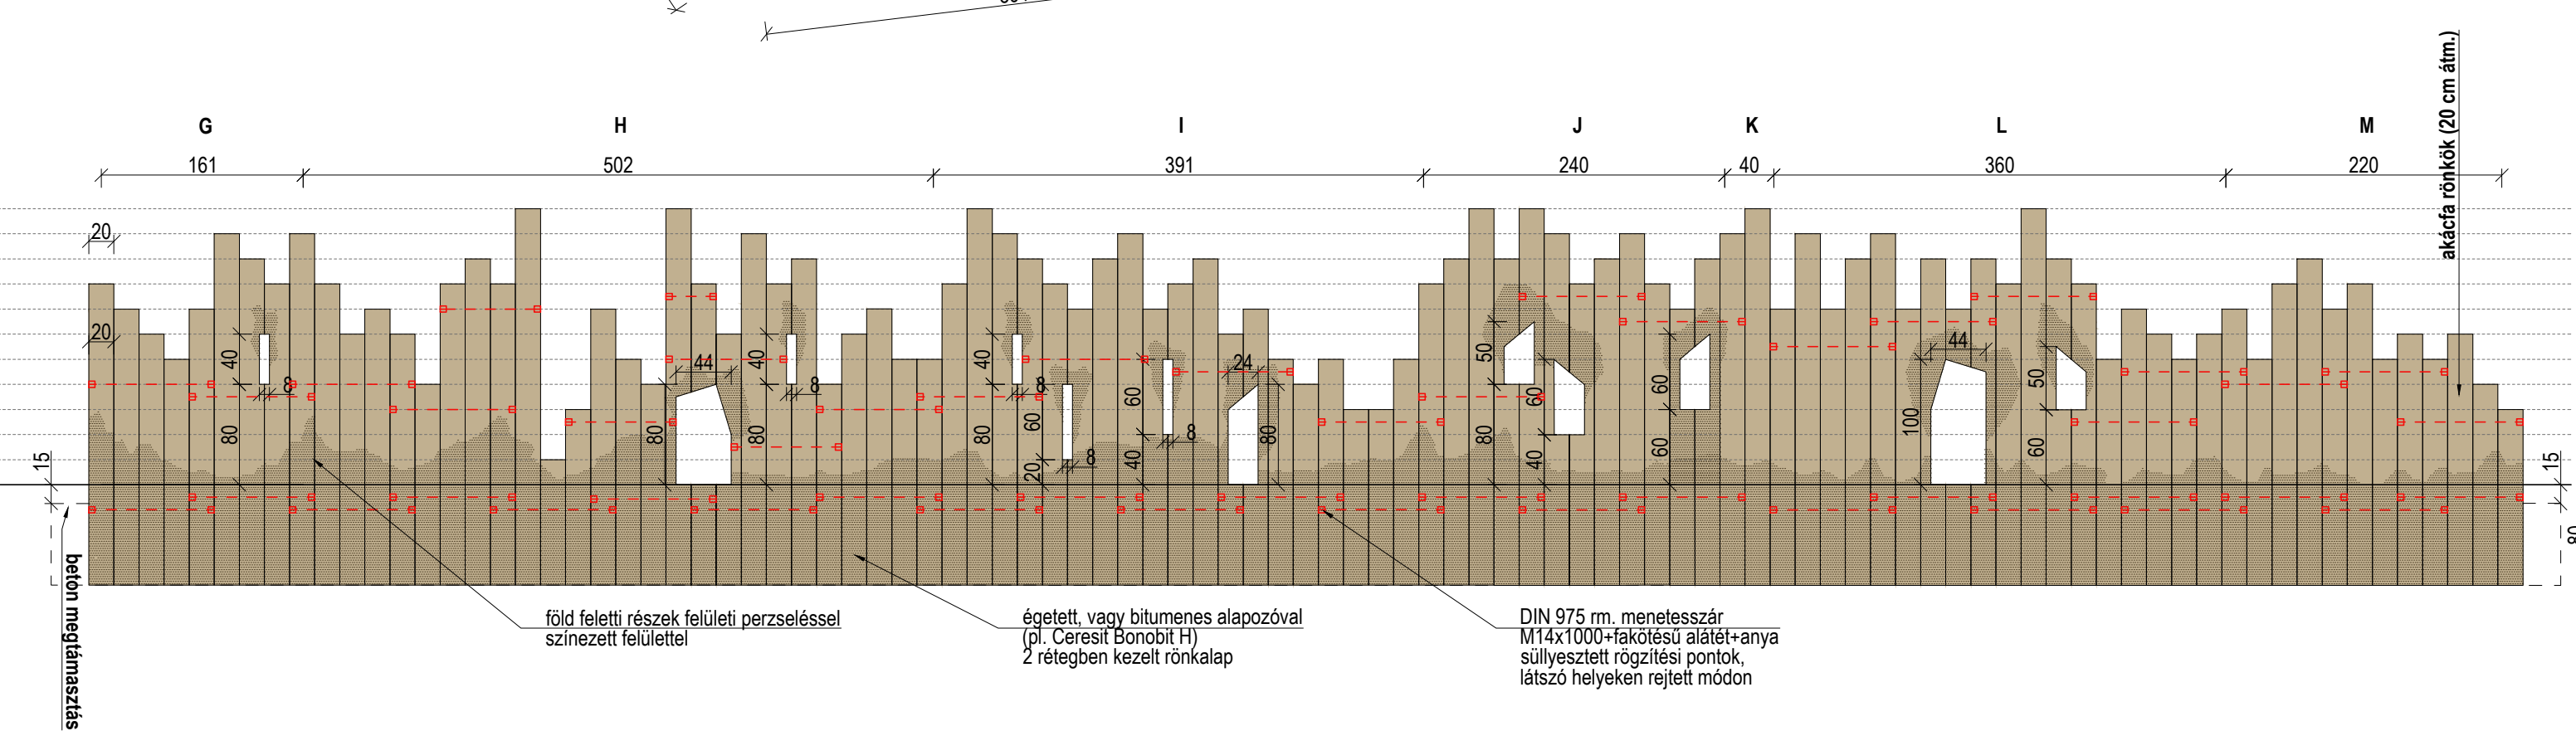 G H I J K L M
161 502 391 240 40 360 220
akácfa rönkök (20 cm átm.)
20
20
40
8
80
44
80
40
8
80
40
8
80
60
20
8
60
40
8
24
80
50
80
60
40
60
60
44
100
50
60
15
15
80
beton megtámasztás
föld feletti részek felületi perzseléssel
színezett felülettel
égetett, vagy bitumenes alapozóval
(pl. Ceresit Bonobit H)
2 rétegben kezelt rönkalap
DIN 975 rm. menetesszár
M14x1000+fakötésű alátét+anya
süllyesztett rögzítési pontok,
látszó helyeken rejtett módon